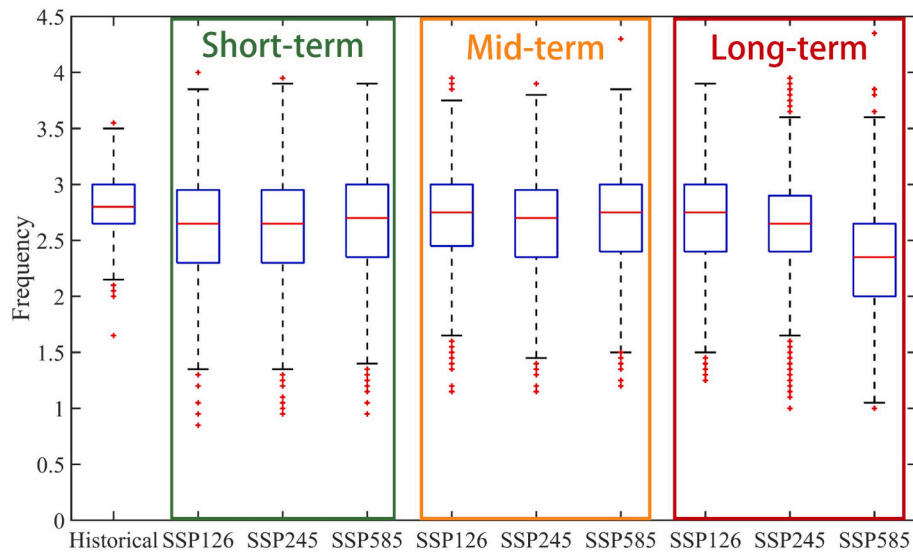 4.5
4
3.5
3
2.5
2
1.5
1
0.5
0
Frequency
Short-term
Mid-term
Long-term
Historical SSP126 SSP245 SSP585 SSP126 SSP245 SSP585 SSP126 SSP245 SSP585